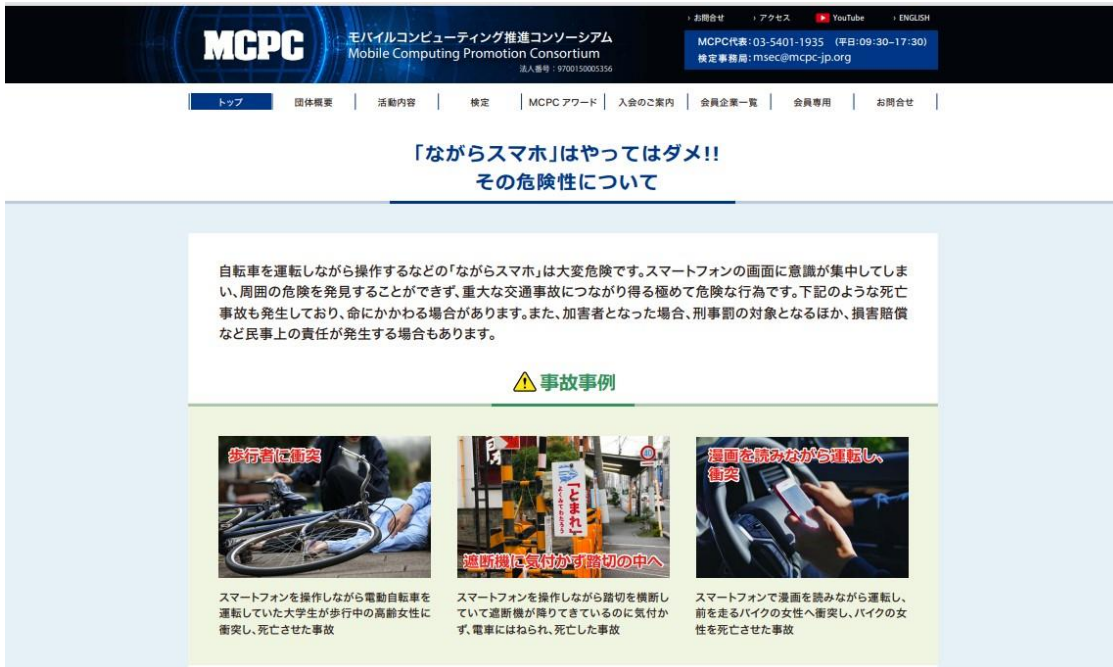 › お問合せ › アクセス YouTube › ENGLISH
MCPC
モバイルコンピューティング推進コンソーシアム
Mobile Computing Promotion Consortium
法人番号：9700150005356
MCPC代表：03-5401-1935 （平日：09:30–17:30）
検定事務局：msec@mcpc-jp.org
トップ 団体概要 活動内容 検定 MCPC アワード 入会のご案内 会員企業一覧 会員専用 お問合せ
「ながらスマホ」はやってはダメ!!
その危険性について
自転車を運転しながら操作するなどの「ながらスマホ」は大変危険です。スマートフォンの画面に意識が集中してしま
い、周囲の危険を発見することができず、重大な交通事故につながり得る極めて危険な行為です。下記のような死亡
事故も発生しており、命にかかわる場合があります。また、加害者となった場合、刑事罰の対象となるほか、損害賠償
など民事上の責任が発生する場合もあります。
事故事例
歩行者に衝突
スマートフォンを操作しながら電動自転車を
運転していた大学生が歩行中の高齢女性に
衝突し、死亡させた事故
「とまれ」
よくみてわたろう
遮断機に気付かず踏切の中へ
スマートフォンを操作しながら踏切を横断し
ていて遮断機が降りてきているのに気付か
ず、電車にはねられ、死亡した事故
漫画を読みながら運転し、
衝突
スマートフォンで漫画を読みながら運転し、
前を走るバイクの女性へ衝突し、バイクの女
性を死亡させた事故